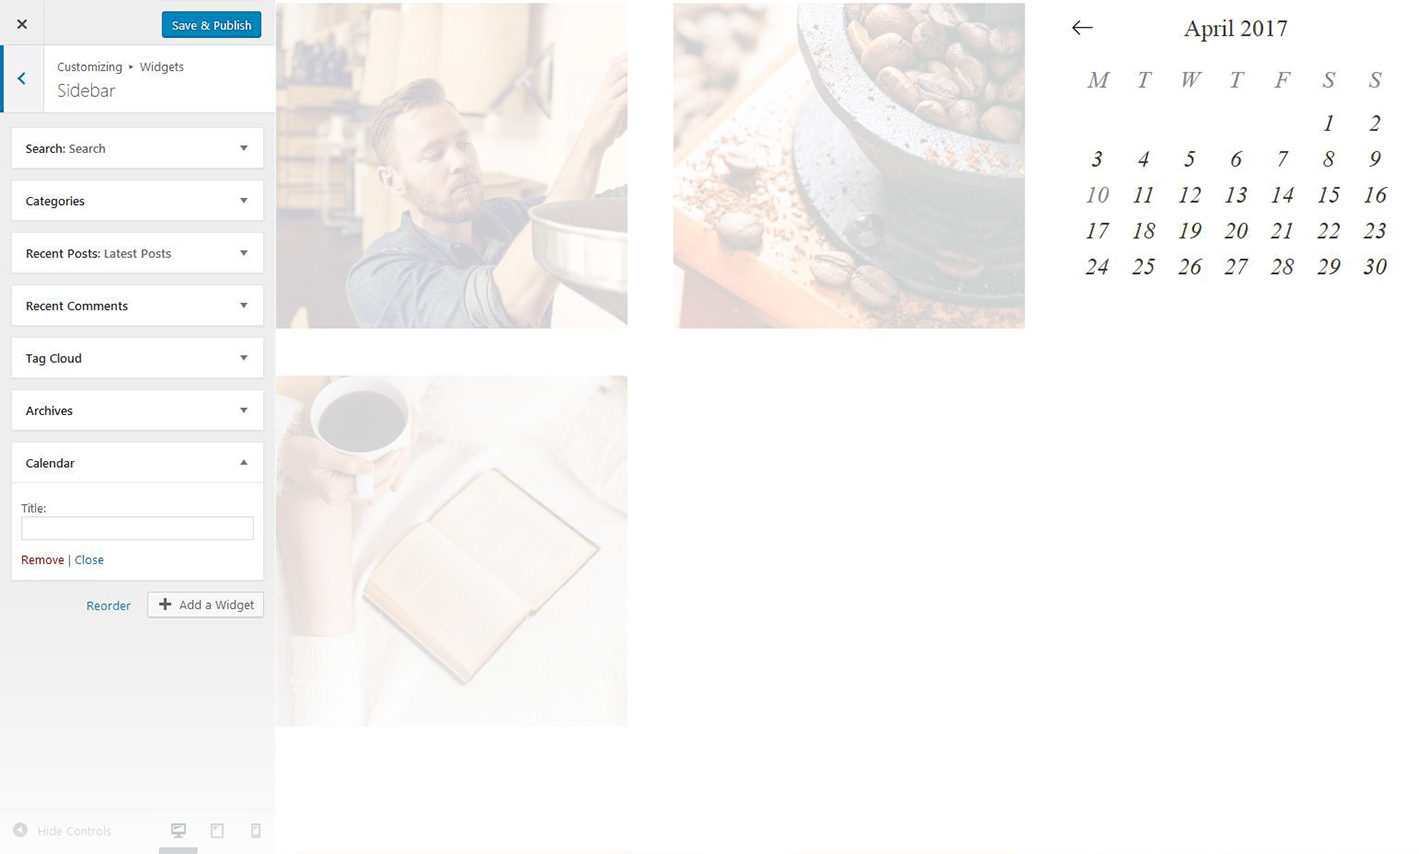 Save & Publish
Customizing ▸ Widgets
Sidebar
Search: Search
Categories
Recent Posts: Latest Posts
Recent Comments
Tag Cloud
Archives
Calendar
Title:
Remove | Close
Reorder
Add a Widget
Hide Controls
April 2017
M T W T F S S
1 2
3 4 5 6 7 8 9
10 11 12 13 14 15 16
17 18 19 20 21 22 23
24 25 26 27 28 29 30